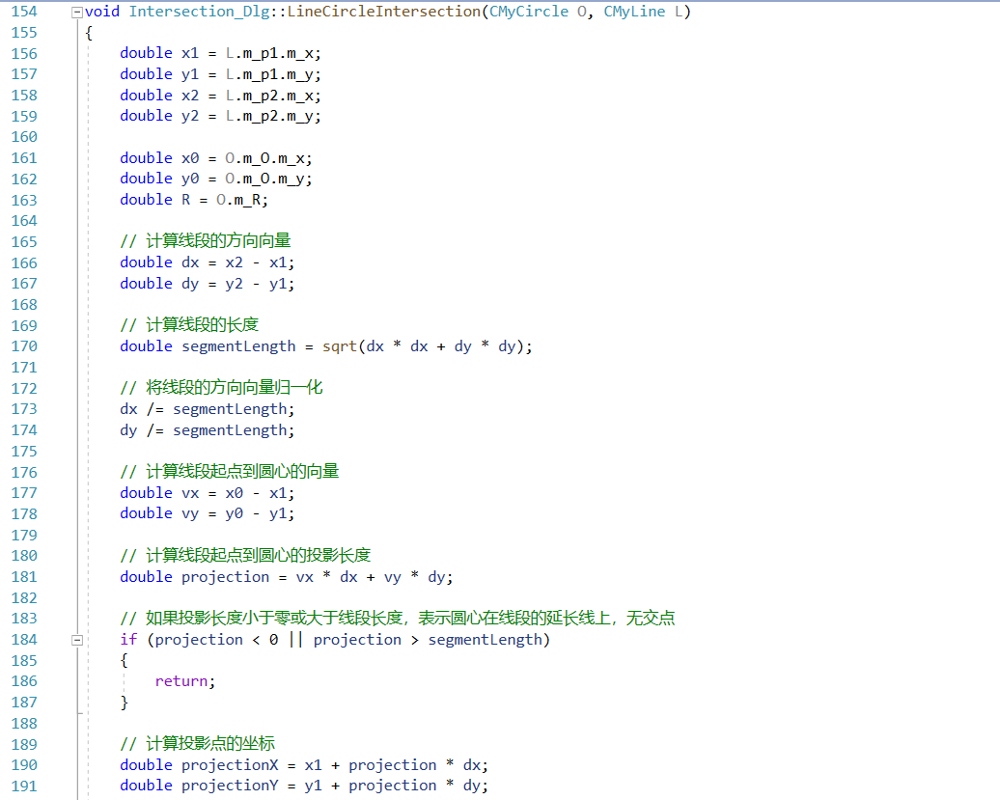 154 void Intersection_Dlg::LineCircleIntersection(CMyCircle O, CMyLine L)
155 {
156 double x1 = L.m_p1.m_x;
157 double y1 = L.m_p1.m_y;
158 double x2 = L.m_p2.m_x;
159 double y2 = L.m_p2.m_y;
160
161 double x0 = O.m_O.m_x;
162 double y0 = O.m_O.m_y;
163 double R = O.m_R;
164
165 // 计算线段的方向向量
166 double dx = x2 - x1;
167 double dy = y2 - y1;
168
169 // 计算线段的长度
170 double segmentLength = sqrt(dx * dx + dy * dy);
171
172 // 将线段的方向向量归一化
173 dx /= segmentLength;
174 dy /= segmentLength;
175
176 // 计算线段起点到圆心的向量
177 double vx = x0 - x1;
178 double vy = y0 - y1;
179
180 // 计算线段起点到圆心的投影长度
181 double projection = vx * dx + vy * dy;
182
183 // 如果投影长度小于零或大于线段长度，表示圆心在线段的延长线上，无交点
184 if (projection < 0 || projection > segmentLength)
185 {
186 return;
187 }
188
189 // 计算投影点的坐标
190 double projectionX = x1 + projection * dx;
191 double projectionY = y1 + projection * dy;